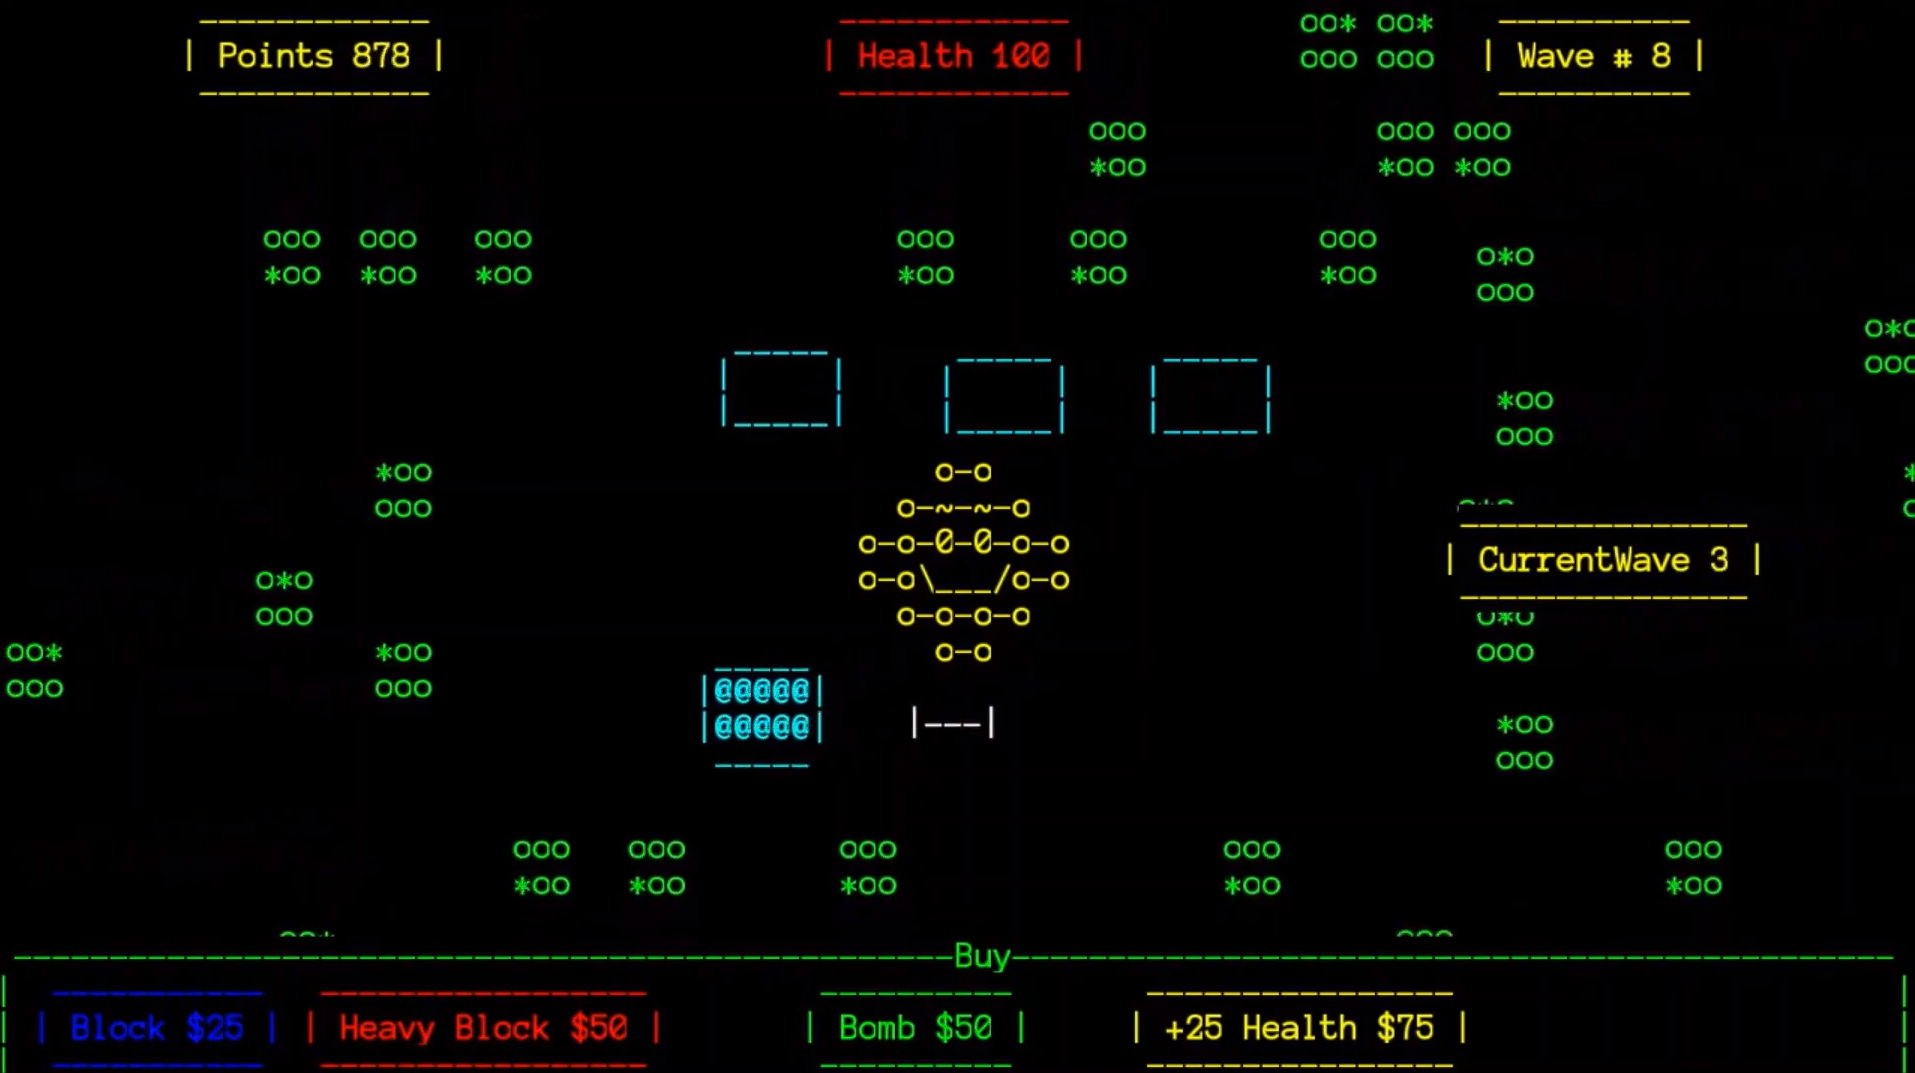 Points 878
Health 100
Wave # 8
CurrentWave 3
Buy
Block $25
Heavy Block $50
Bomb $50
+25 Health $75